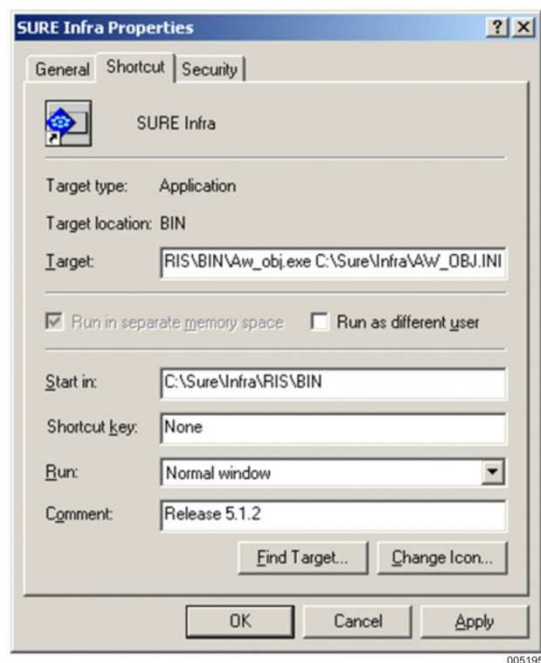 SURE Infra Properties
? ×
General Shortcut Security
SURE Infra
Target type: Application
Target location: BIN
Target: RIS\BIN\Aw_obj.exe C:\Sure\Infra\AW_OBJ.INI
Run in separate memory space Run as different user
Start in: C:\Sure\Infra\RIS\BIN
Shortcut key: None
Run: Normal window
Comment: Release 5.1.2
Find Target... Change Icon...
OK Cancel Apply
005195